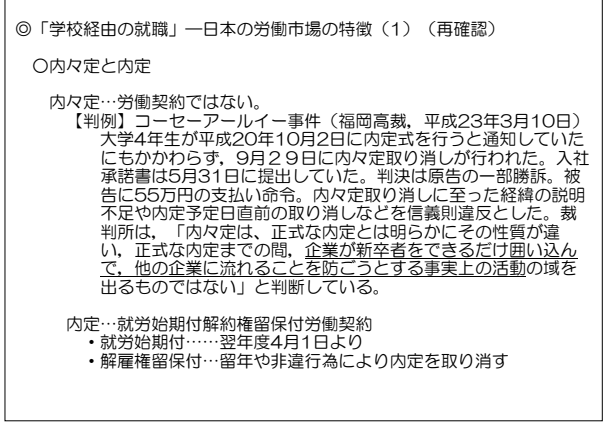 ◎「学校経由の就職」―日本の労働市場の特徴（1）（再確認）
○内々定と内定
内々定…労働契約ではない。
【判例】コーセーアールイー事件（福岡高裁，平成23年3月10日）
大学4年生が平成20年10月2日に内定式を行うと通知していた
にもかかわらず，9月２９日に内々定取り消しが行われた。入社
承諾書は5月31日に提出していた。判決は原告の一部勝訴。被
告に55万円の支払い命令。内々定取り消しに至った経緯の説明
不足や内定予定日直前の取り消しなどを信義則違反とした。裁
判所は，「内々定は、正式な内定とは明らかにその性質が違
い，正式な内定までの間，企業が新卒者をできるだけ囲い込ん
で，他の企業に流れることを防ごうとする事実上の活動の域を
出るものではない」と判断している。
内定…就労始期付解約権留保付労働契約
・就労始期付……翌年度4月1日より
・解雇権留保付…留年や非違行為により内定を取り消す